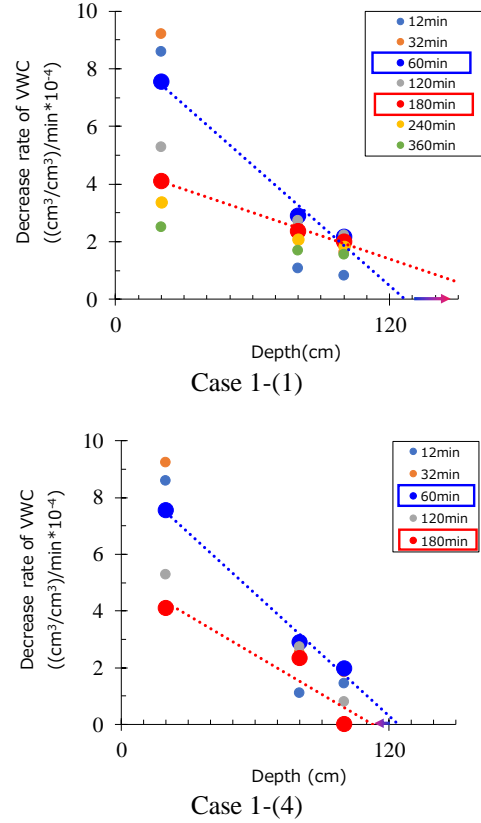 Decrease rate of VWC
((cm³/cm³)/min*10⁻⁴)
10
8
6
4
2
0
0
120
Depth(cm)
12min
32min
60min
120min
180min
240min
360min
Case 1-(1)
Decrease rate of VWC
((cm³/cm³)/min*10⁻⁴)
10
8
6
4
2
0
0
120
Depth (cm)
12min
32min
60min
120min
180min
Case 1-(4)